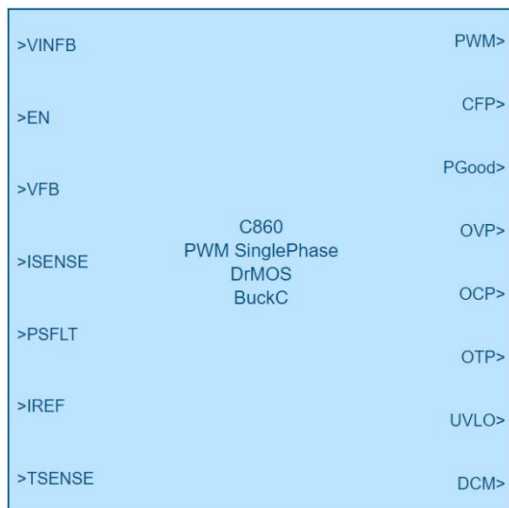 >VINFB
>EN
>VFB
>ISENSE
>PSFLT
>IREF
>TSENSE
C860
PWM SinglePhase
DrMOS
BuckC
PWM>
CFP>
PGood>
OVP>
OCP>
OTP>
UVLO>
DCM>